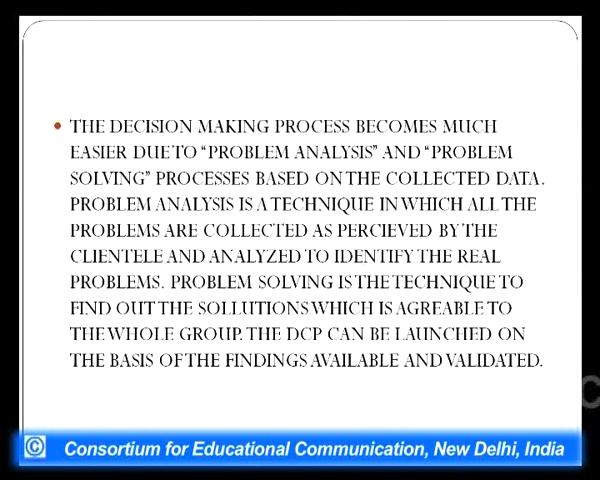 • THE DECISION MAKING PROCESS BECOMES MUCH
EASIER DUE TO “PROBLEM ANALYSIS” AND “PROBLEM
SOLVING” PROCESSES BASED ON THE COLLECTED DATA.
PROBLEM ANALYSIS IS A TECHNIQUE IN WHICH ALL THE
PROBLEMS ARE COLLECTED AS PERCIEVED BY THE
CLIENTELE AND ANALYZED TO IDENTIFY THE REAL
PROBLEMS. PROBLEM SOLVING IS THE TECHNIQUE TO
FIND OUT THE SOLLUTIONS WHICH IS AGREABLE TO
THE WHOLE GROUP. THE DCP CAN BE LAUNCHED ON
THE BASIS OF THE FINDINGS AVAILABLE AND VALIDATED.
C
© Consortium for Educational Communication, New Delhi, India